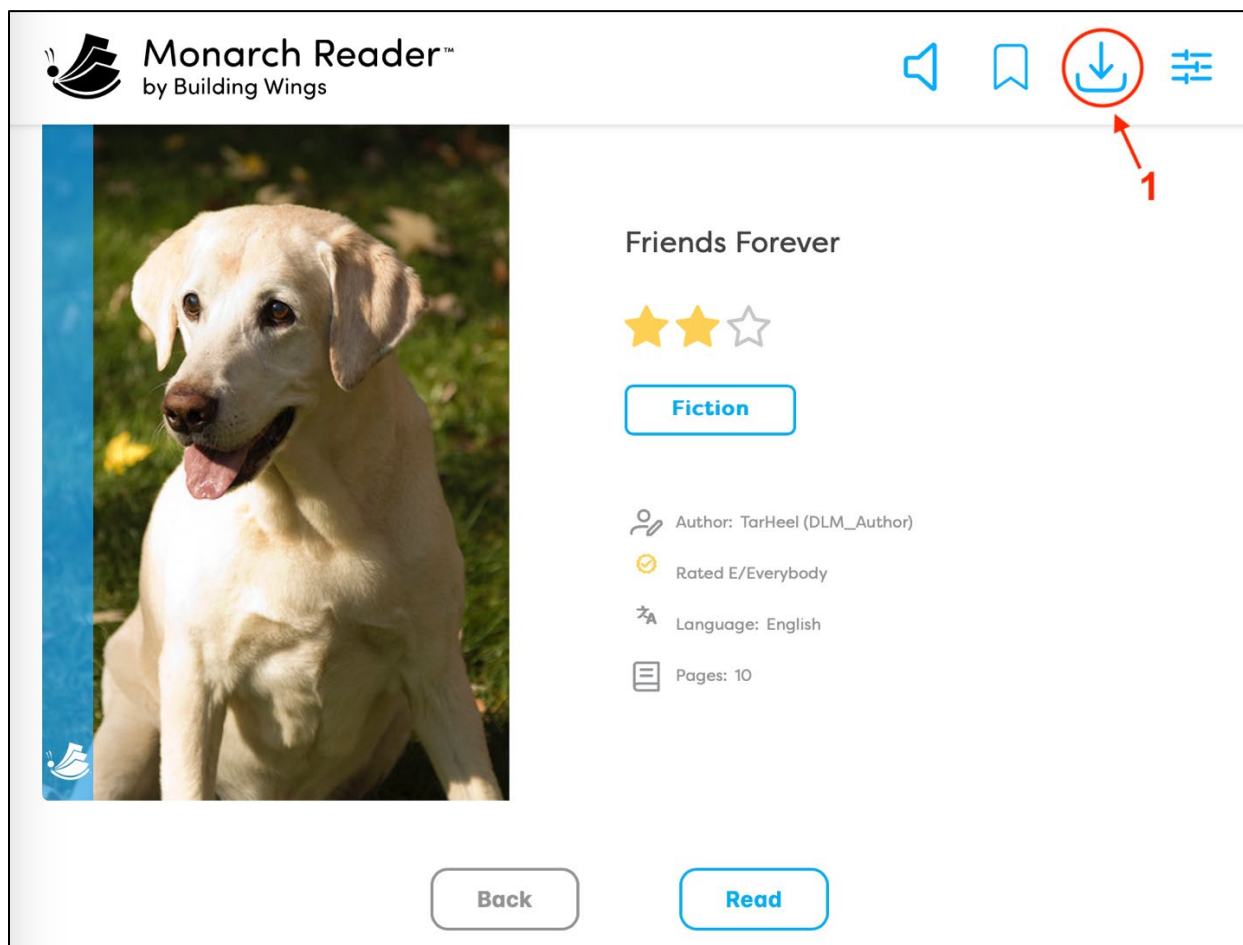 Monarch Reader™
by Building Wings
1
Friends Forever
Fiction
Author: TarHeel (DLM_Author)
Rated E/Everybody
Language: English
Pages: 10
Back
Read